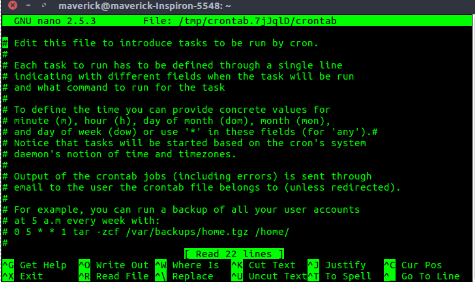 maverick@maverick-Inspiron-5548: ~
GNU nano 2.5.3 File: /tmp/crontab.7jJqlD/crontab
# Edit this file to introduce tasks to be run by cron.
#
# Each task to run has to be defined through a single line
# indicating with different fields when the task will be run
# and what command to run for the task
#
# To define the time you can provide concrete values for
# minute (m), hour (h), day of month (dom), month (mon),
# and day of week (dow) or use '*' in these fields (for 'any').#
# Notice that tasks will be started based on the cron's system
# daemon's notion of time and timezones.
#
# Output of the crontab jobs (including errors) is sent through
# email to the user the crontab file belongs to (unless redirected).
#
# For example, you can run a backup of all your user accounts
# at 5 a.m every week with:
# 0 5 * * 1 tar -zcf /var/backups/home.tgz /home/
#
[ Read 22 lines ]
^G Get Help ^O Write Out ^W Where Is ^K Cut Text ^J Justify ^C Cur Pos
^X Exit ^R Read File ^\ Replace ^U Uncut Text ^T To Spell ^_ Go To Line